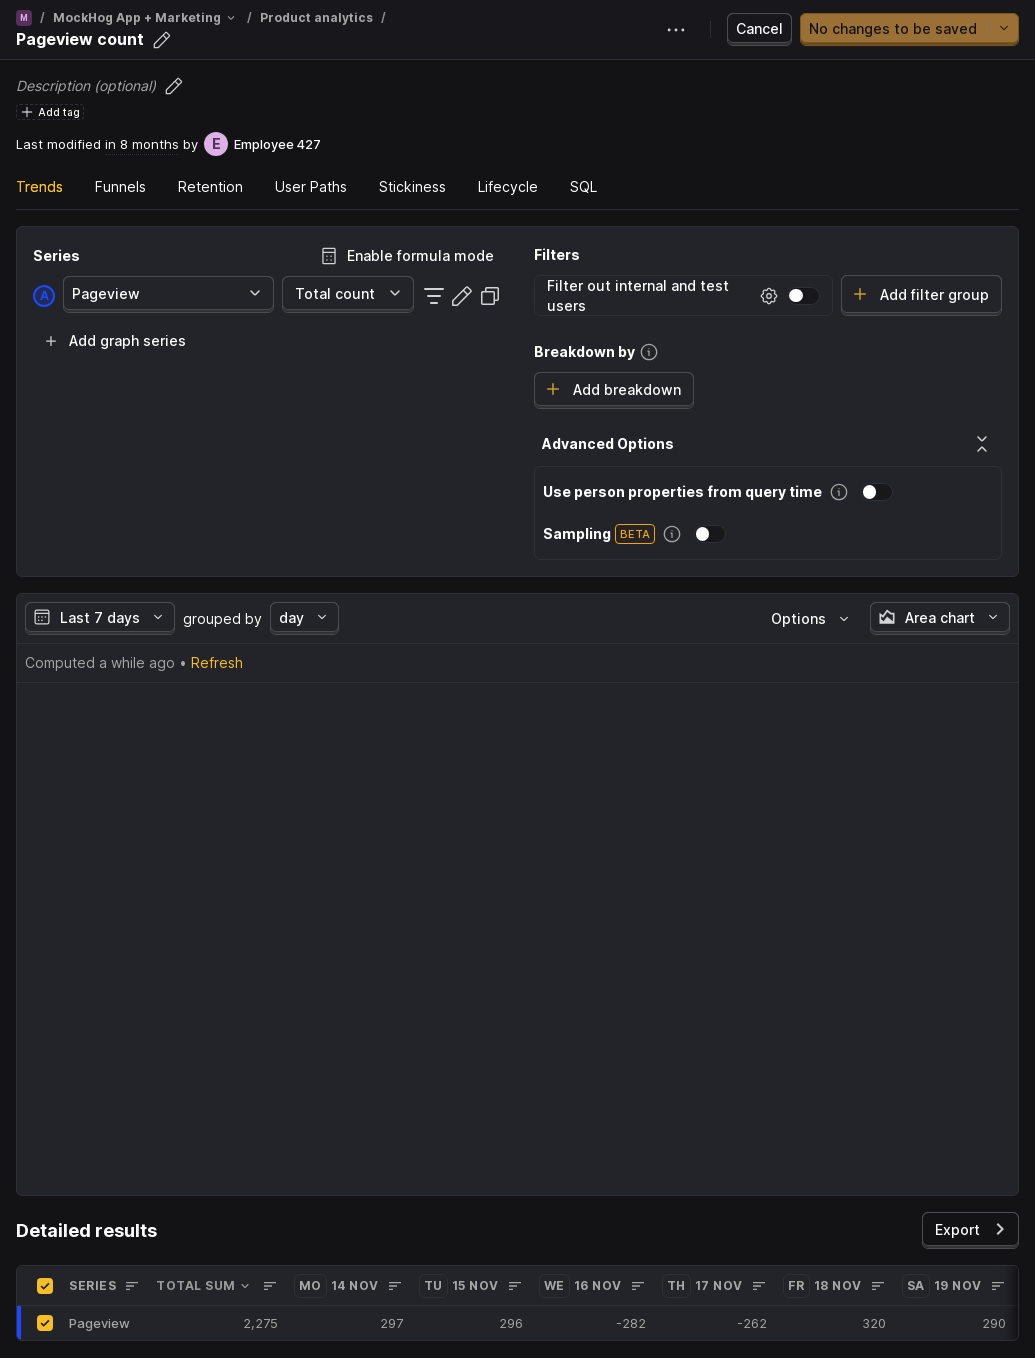 M / MockHog App + Marketing / Product analytics /
Pageview count
Cancel
No changes to be saved
Description (optional)
Add tag
Last modified in 8 months by E Employee 427
Trends Funnels Retention User Paths Stickiness Lifecycle SQL
Series
Enable formula mode
A Pageview Total count
Add graph series
Filters
Filter out internal and test
users
Add filter group
Breakdown by
Add breakdown
Advanced Options
Use person properties from query time
Sampling BETA
Last 7 days grouped by day Options Area chart
Computed a while ago • Refresh
Detailed results
Export
SERIES TOTAL SUM MO 14 NOV TU 15 NOV WE 16 NOV TH 17 NOV FR 18 NOV SA 19 NOV
Pageview 2,275 297 296 -282 -262 320 290